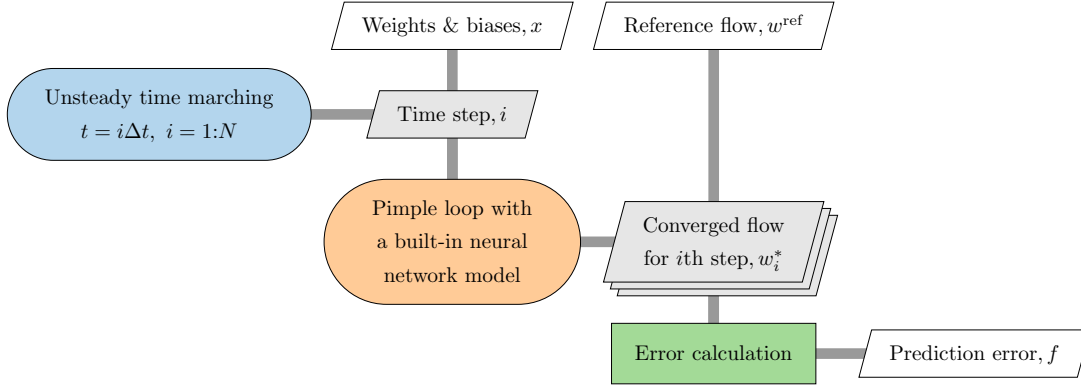 Weights & biases, x
Reference flow, w^ref
Unsteady time marching
t = iΔt, i = 1:N
Time step, i
Pimple loop with
a built-in neural
network model
Converged flow
for ith step, w_i^*
Error calculation
Prediction error, f